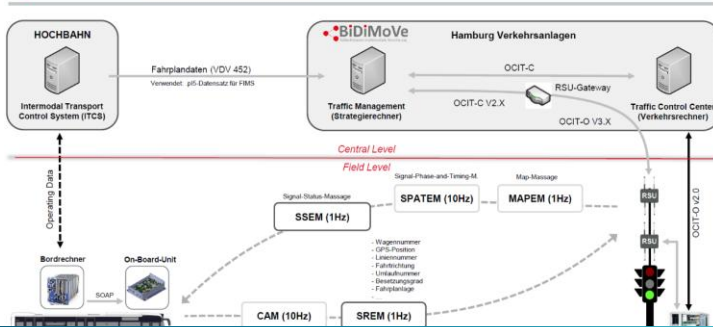 HOCHBAHN
BiDiMoVe
Hamburg Verkehrsanlagen
Fahrplandaten (VDV 452)
Verwendet: pl5-Datensatz für FIMS
OCIT-C
RSU-Gateway
OCIT-C V2.X
OCIT-O V3.X
Intermodal Transport
Control System (ITCS)
Traffic Management
(Strategierechner)
Traffic Control Center
(Verkehrsrechner)
Central Level
Field Level
Operating Data
Signal-Phase-and-Timing-M.
Map-Massage
Signal-Status-Massage
SPATEM (10Hz)
MAPEM (1Hz)
SSEM (1Hz)
RSU
RSU
OCIT-O v2.0
- Wagennummer
- GPS-Position
- Liniennummer
- Fahrtrichtung
- Umlaufnummer
- Besetzungsgrad
- Fahrplanlage
Bordrechner
On-Board-Unit
SOAP
CAM (10Hz)
SREM (1Hz)